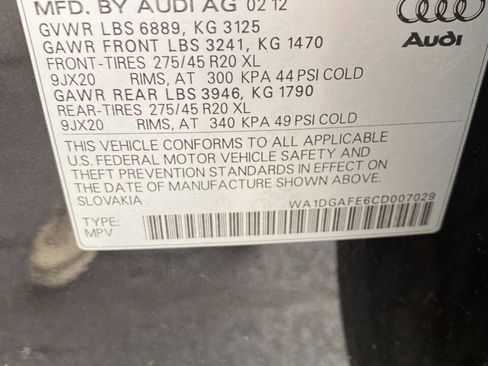 MFD. BY AUDI AG 02 12
GVWR LBS 6889, KG 3125
GAWR FRONT LBS 3241, KG 1470
FRONT-TIRES 275/45 R20 XL
9JX20 RIMS, AT 300 KPA 44 PSI COLD
GAWR REAR LBS 3946, KG 1790
REAR-TIRES 275/45 R20 XL
9JX20 RIMS, AT 340 KPA 49 PSI COLD
Audi
THIS VEHICLE CONFORMS TO ALL APPLICABLE
U.S. FEDERAL MOTOR VEHICLE SAFETY AND
THEFT PREVENTION STANDARDS IN EFFECT ON
THE DATE OF MANUFACTURE SHOWN ABOVE.
SLOVAKIA
WA1DGAFE6CD007029
TYPE:
MPV